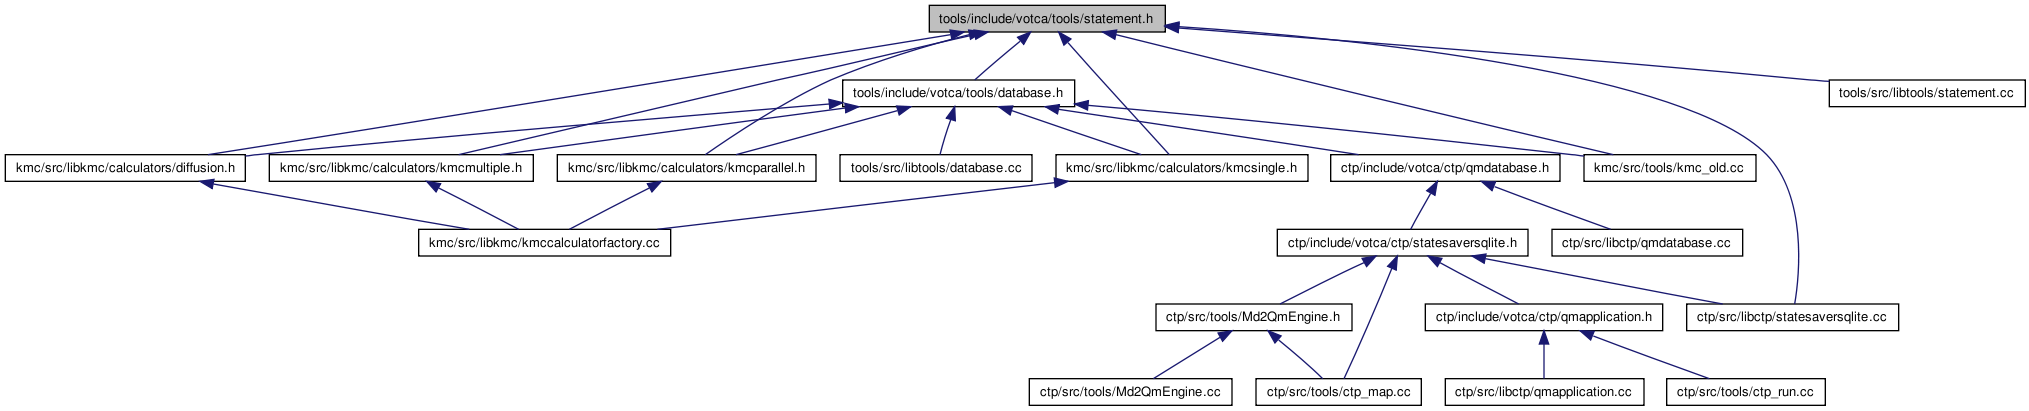 tools/include/votca/tools/statement.h
tools/include/votca/tools/database.h
tools/src/libtools/statement.cc
kmc/src/libkmc/calculators/diffusion.h
kmc/src/libkmc/calculators/kmcmultiple.h
kmc/src/libkmc/calculators/kmcparallel.h
tools/src/libtools/database.cc
kmc/src/libkmc/calculators/kmcsingle.h
ctp/include/votca/ctp/qmdatabase.h
kmc/src/tools/kmc_old.cc
kmc/src/libkmc/kmccalculatorfactory.cc
ctp/include/votca/ctp/statesaversqlite.h
ctp/src/libctp/qmdatabase.cc
ctp/src/tools/Md2QmEngine.h
ctp/include/votca/ctp/qmapplication.h
ctp/src/libctp/statesaversqlite.cc
ctp/src/tools/Md2QmEngine.cc
ctp/src/tools/ctp_map.cc
ctp/src/libctp/qmapplication.cc
ctp/src/tools/ctp_run.cc